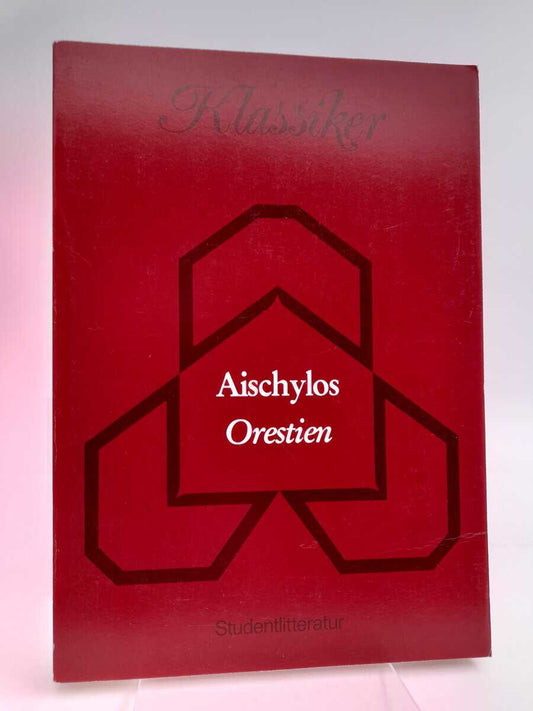 Klassiker
Aischylos
Orestien
Studentlitteratur